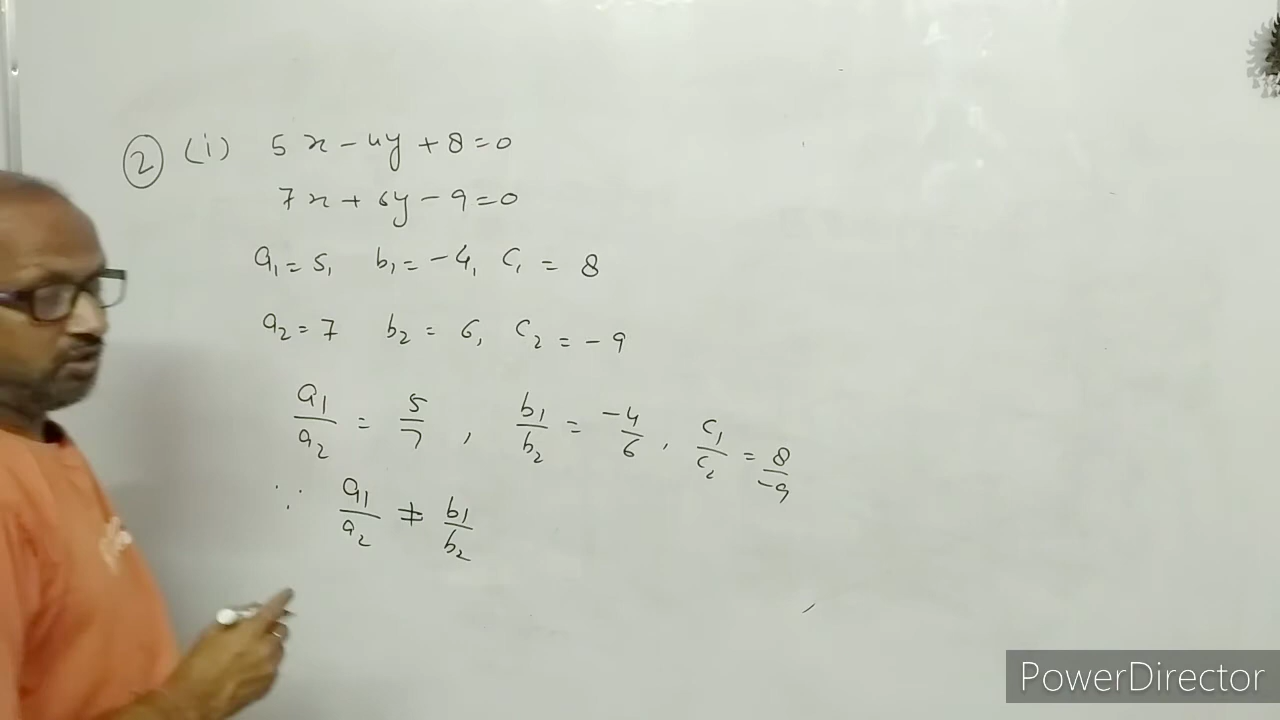 ② (i) 5x - 4y + 8 = 0
7x + 6y - 9 = 0
a₁ = 5, b₁ = -4, c₁ = 8
a₂ = 7 b₂ = 6, c₂ = -9
a₁/a₂ = 5/7, b₁/b₂ = -4/6, c₁/c₂ = 8/-9
∵ a₁/a₂ ≠ b₁/b₂
PowerDirector